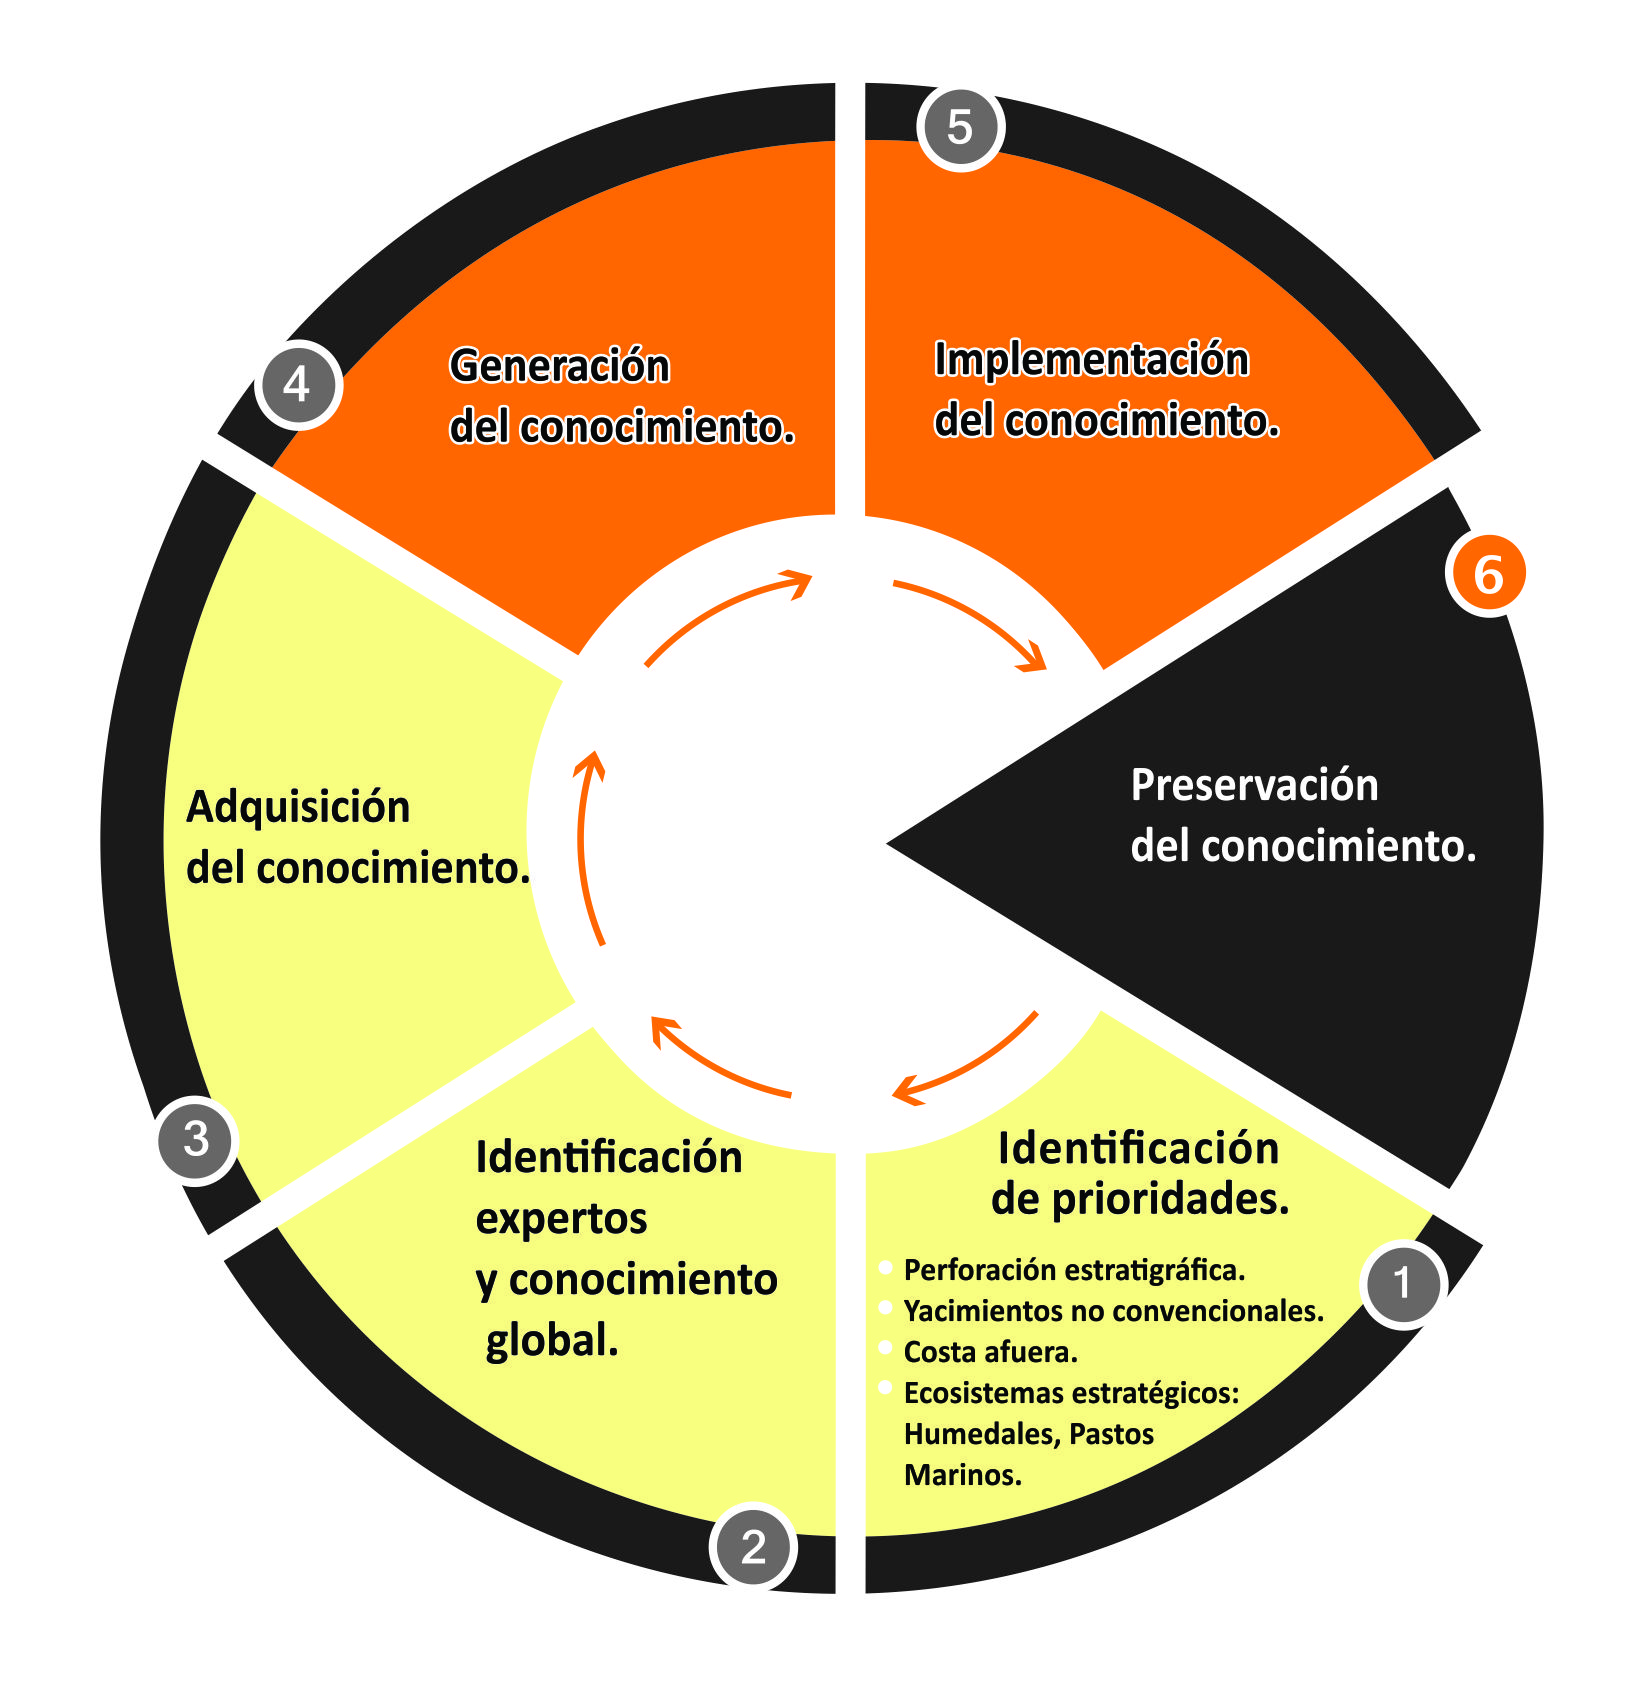 5
Implementación
del conocimiento.
4
Generación
del conocimiento.
6
Preservación
del conocimiento.
Adquisición
del conocimiento.
3
Identificación
expertos
y conocimiento
global.
2
Identificación
de prioridades.
1
Perforación estratigráfica.
Yacimientos no convencionales.
Costa afuera.
Ecosistemas estratégicos:
Humedales, Pastos
Marinos.